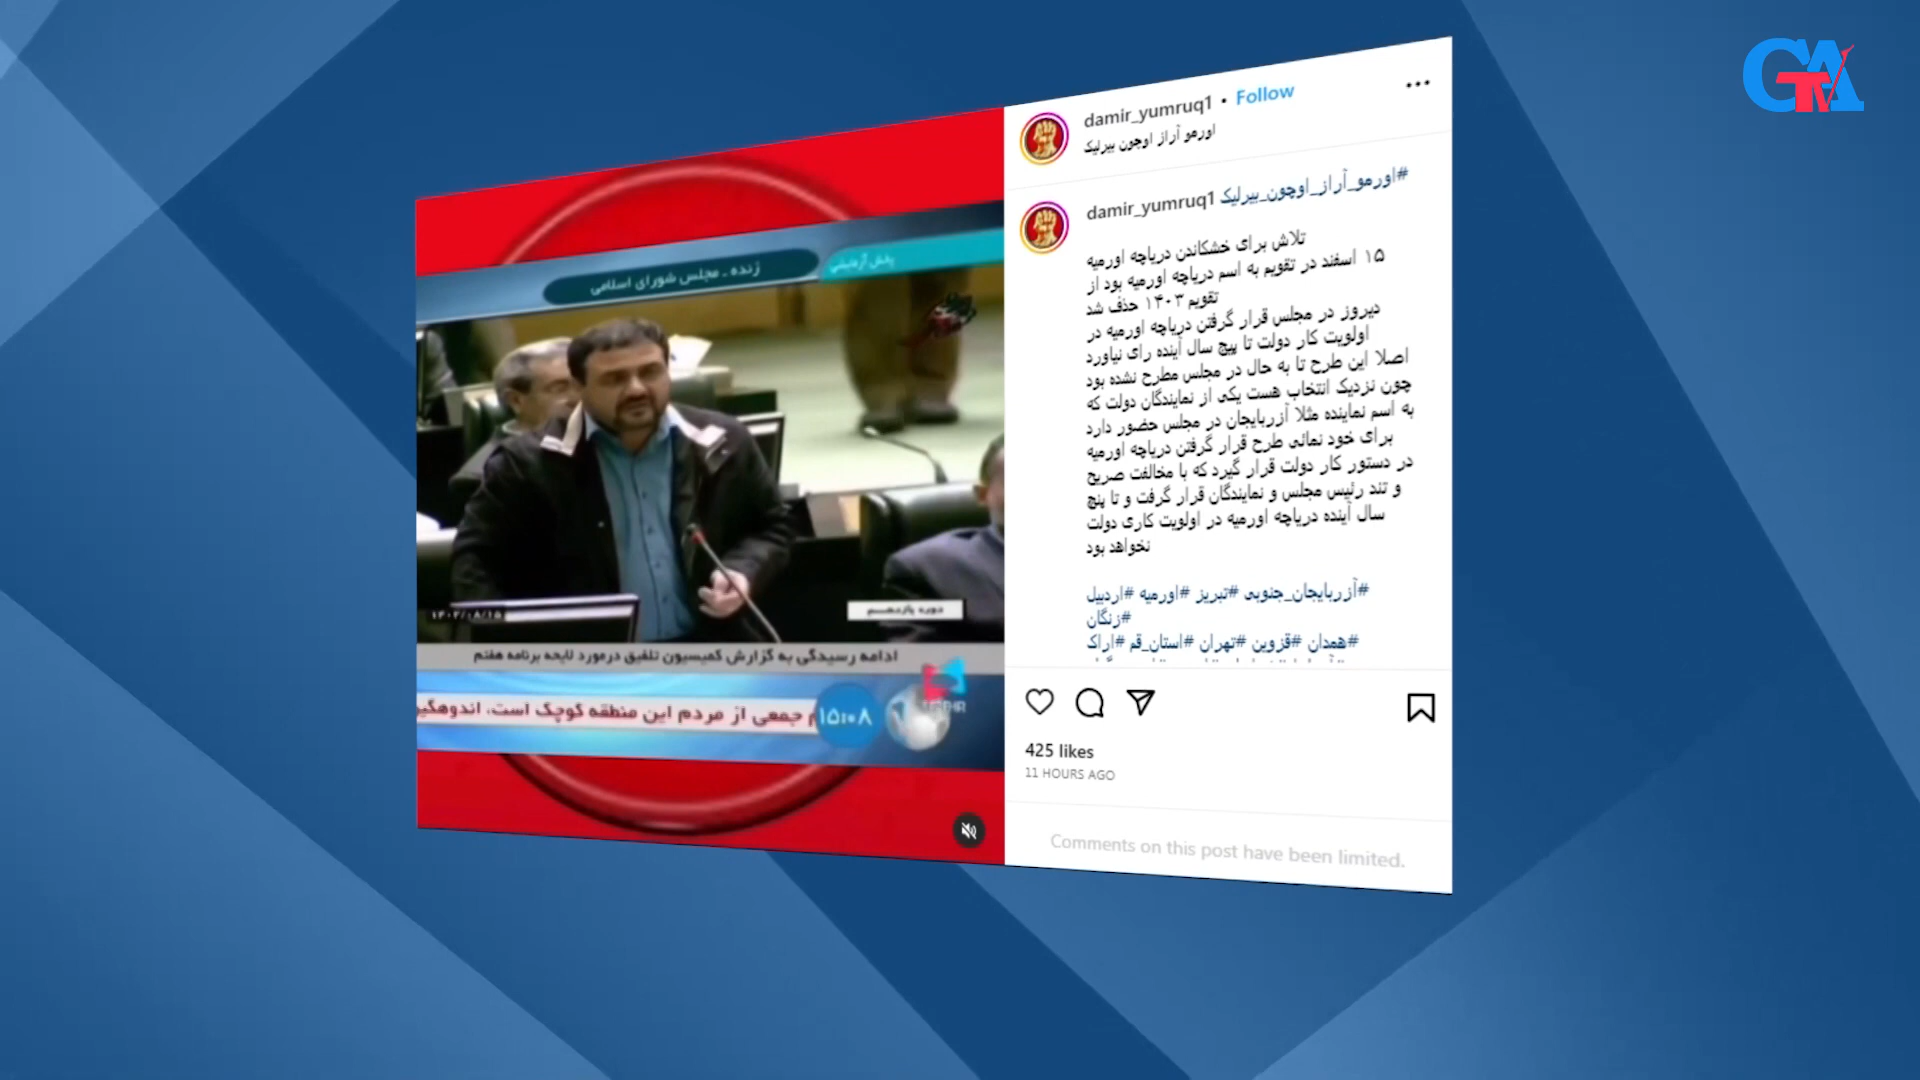 GTV
damir_yumruq1 • Follow
اورمو آراز اوچون بیرلیک
damir_yumruq1 #اورمو_آراز_اوچون_بیرلیک
تلاش برای خشکاندن دریاچه اورمیه
۱۵ اسفند در تقویم به اسم دریاچه اورمیه بود از
تقویم ۱۴۰۳ حذف شد
دیروز در مجلس قرار گرفتن دریاچه اورمیه در
اولویت کار دولت تا پیچ سال آینده رای نیاورد
اصلا این طرح تا به حال در مجلس مطرح نشده بود
چون نزدیک انتخاب هست یکی از نمایندگان دولت که
به اسم نماینده مثلا آزربایجان در مجلس حضور دارد
برای خود نمائی طرح قرار گرفتن دریاچه اورمیه
در دستور کار دولت قرار گیرد که با مخالفت صریح
و تند رئیس مجلس و نمایندگان قرار گرفت و تا پنچ
سال آینده دریاچه اورمیه در اولویت کاری دولت
نخواهد بود
#آزربایجان_جنوبی #تبریز #اورمیه #اردبیل
#زنگان
#همدان #قزوین #تهران #استان_قم #اراک
425 likes
11 HOURS AGO
Comments on this post have been limited.
زنده - مجلس شورای اسلامی
پخش آزمایشی
۱۴۰۲/۰۸/۱۵
دوره یازدهم
ادامه رسیدگی به گزارش کمیسیون تلفیق درمورد لایحه برنامه هفتم
جمعی از مردم این منطقه کوچک است، اندوهگین
۱۵:۰۸